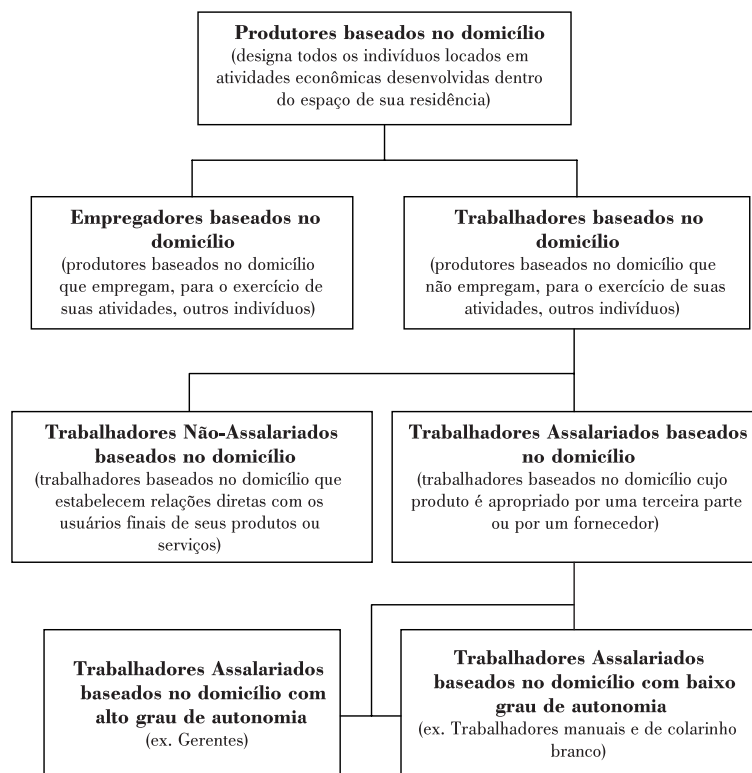 Produtores baseados no domicílio
(designa todos os indivíduos locados em
atividades econômicas desenvolvidas dentro
do espaço de sua residência)
Empregadores baseados no
domicílio
(produtores baseados no domicílio
que empregam, para o exercício de
suas atividades, outros indivíduos)
Trabalhadores baseados no
domicílio
(produtores baseados no domicílio que
não empregam, para o exercício de suas
atividades, outros indivíduos)
Trabalhadores Não-Assalariados
baseados no domicílio
(trabalhadores baseados no domicílio que
estabelecem relações diretas com os
usuários finais de seus produtos ou
serviços)
Trabalhadores Assalariados baseados
no domicílio
(trabalhadores baseados no domicílio cujo
produto é apropriado por uma terceira parte
ou por um fornecedor)
Trabalhadores Assalariados
baseados no domicílio com
alto grau de autonomia
(ex. Gerentes)
Trabalhadores Assalariados
baseados no domicílio com baixo
grau de autonomia
(ex. Trabalhadores manuais e de colarinho
branco)